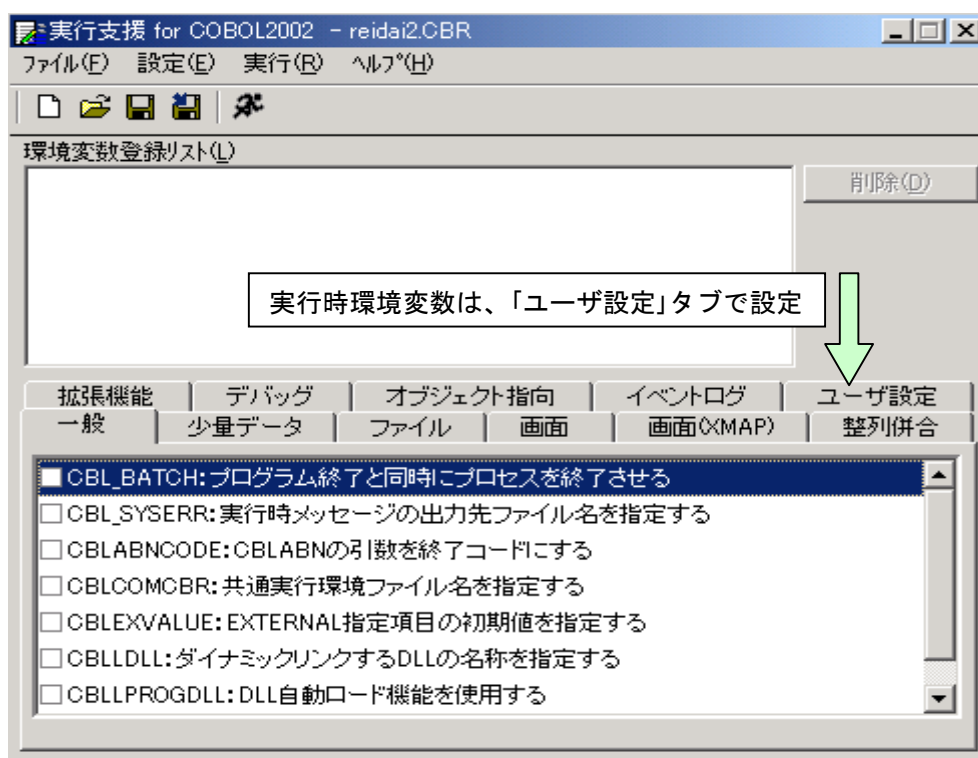 実行支援 for COBOL2002 - reidai2.CBR
ファイル(F) 設定(E) 実行(R) ヘルプ(H)
環境変数登録リスト(L)
削除(D)
実行時環境変数は、「ユーザ設定」タブで設定
拡張機能 デバッグ オブジェクト指向 イベントログ ユーザ設定
一般 少量データ ファイル 画面 画面(XMAP) 整列併合
CBL_BATCH:プログラム終了と同時にプロセスを終了させる
CBL_SYSERR:実行時メッセージの出力先ファイル名を指定する
CBLABNCODE:CBLABNの引数を終了コードにする
CBLCOMCBR:共通実行環境ファイル名を指定する
CBLEXVALUE:EXTERNAL指定項目の初期値を指定する
CBLLDLL:ダイナミックリンクするDLLの名称を指定する
CBLLPROGDLL:DLL自動ロード機能を使用する